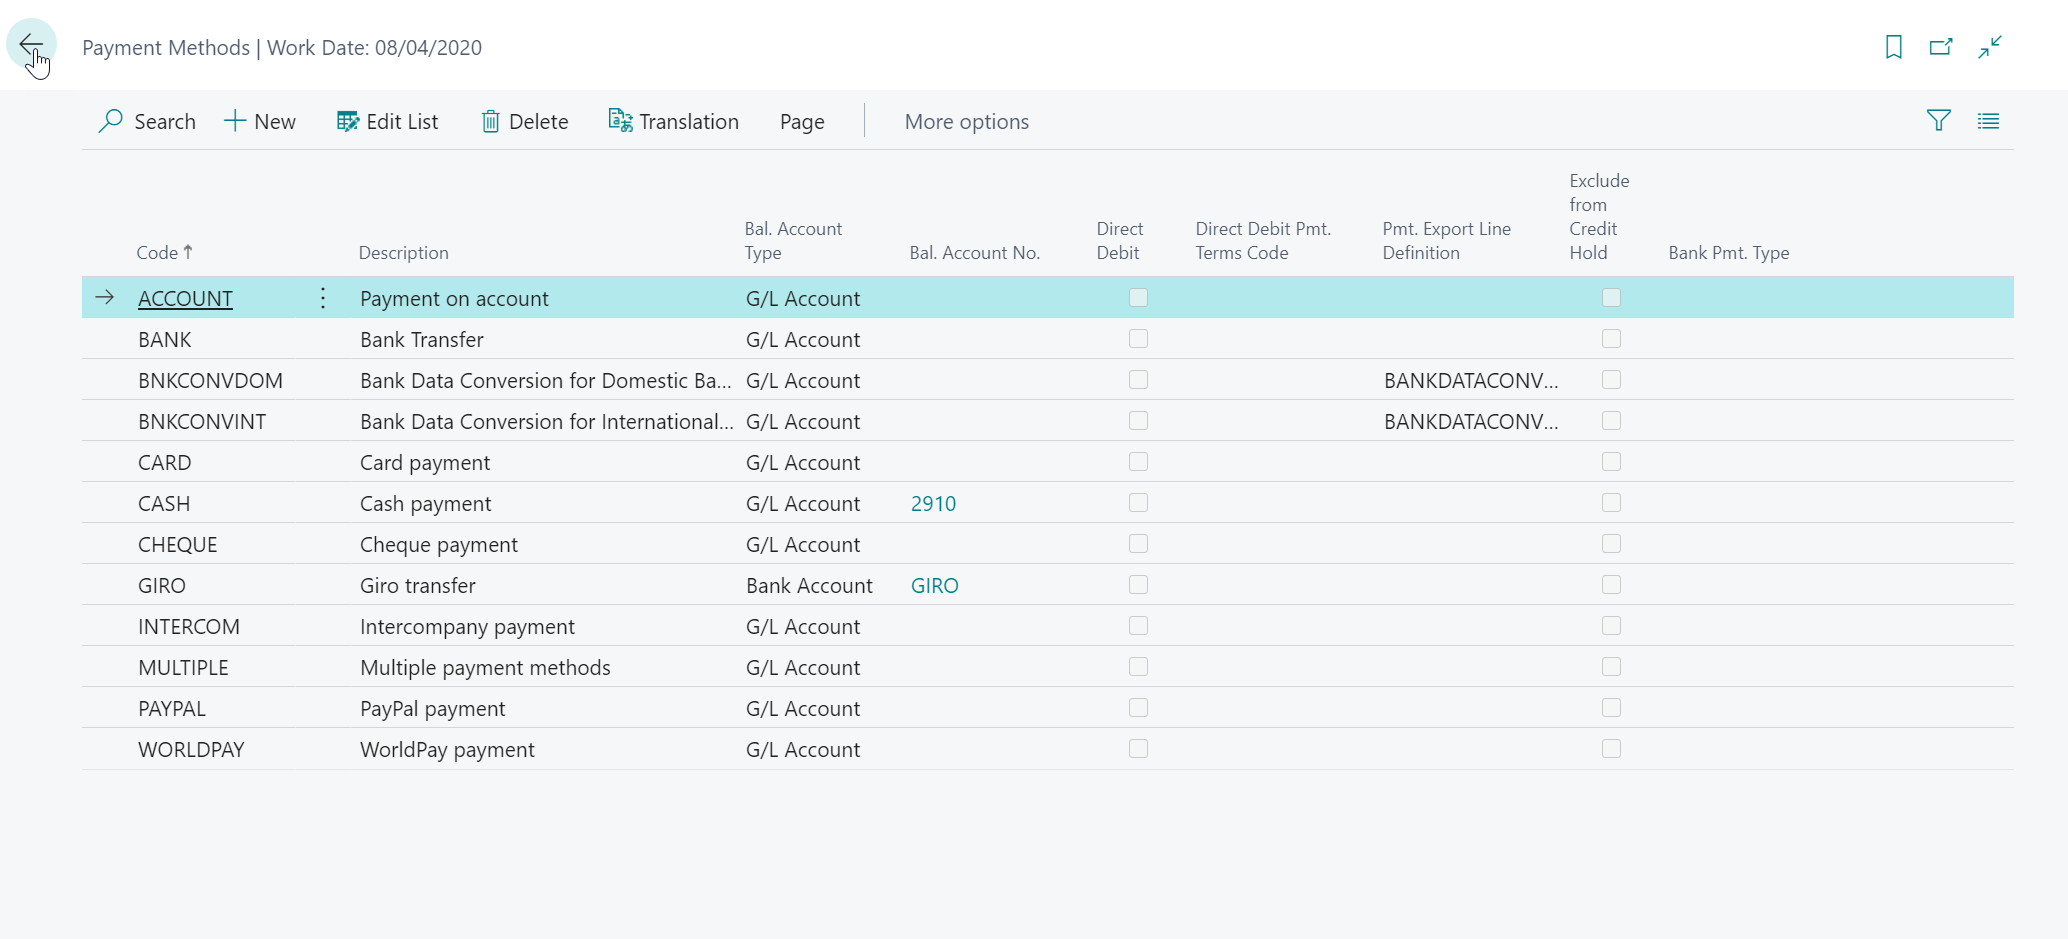 Payment Methods | Work Date: 08/04/2020
Search New Edit List Delete Translation Page More options
Code Description Bal. Account Type Bal. Account No. Direct Debit Direct Debit Pmt. Terms Code Pmt. Export Line Definition Exclude from Credit Hold Bank Pmt. Type
ACCOUNT Payment on account G/L Account
BANK Bank Transfer G/L Account
BNKCONVDOM Bank Data Conversion for Domestic Ba... G/L Account BANKDATACONV...
BNKCONVINT Bank Data Conversion for International... G/L Account BANKDATACONV...
CARD Card payment G/L Account
CASH Cash payment G/L Account 2910
CHEQUE Cheque payment G/L Account
GIRO Giro transfer Bank Account GIRO
INTERCOM Intercompany payment G/L Account
MULTIPLE Multiple payment methods G/L Account
PAYPAL PayPal payment G/L Account
WORLDPAY WorldPay payment G/L Account